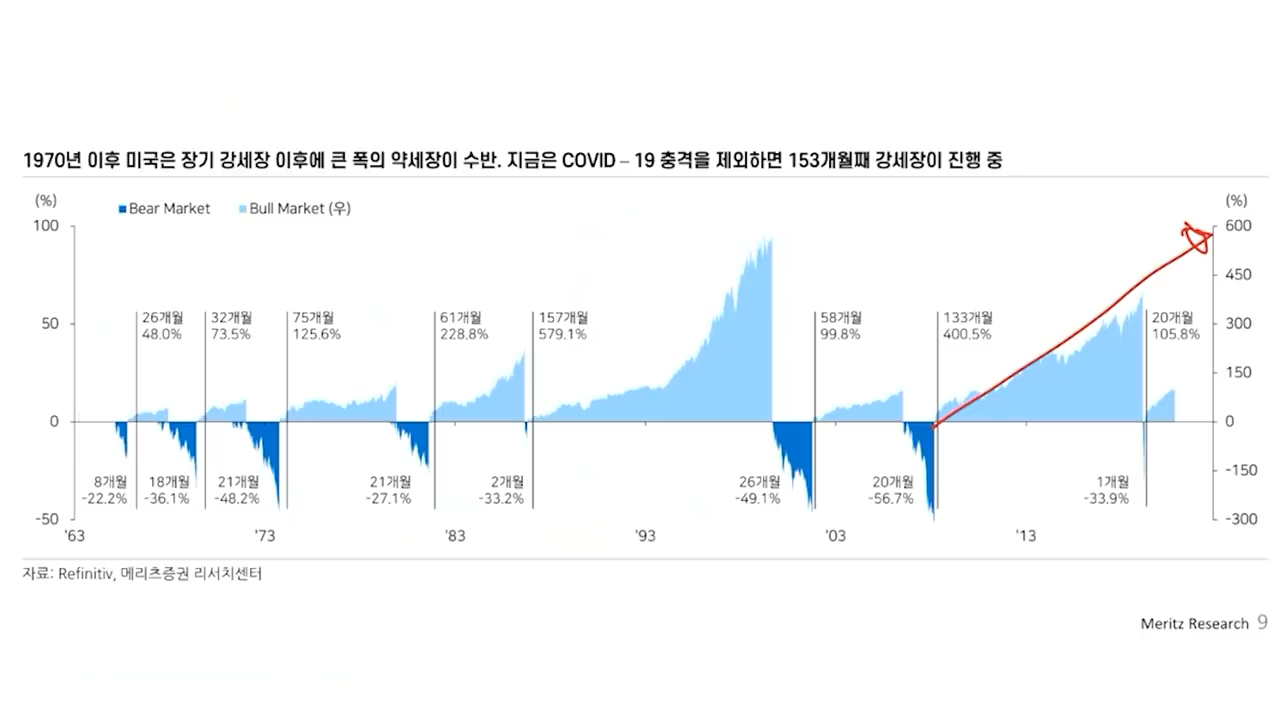 1970년 이후 미국은 장기 강세장 이후에 큰 폭의 약세장이 수반. 지금은 COVID – 19 충격을 제외하면 153개월째 강세장이 진행 중
(%)
Bear Market
Bull Market (우)
(%)
100
50
0
-50
600
450
300
150
0
-150
-300
26개월
48.0%
32개월
73.5%
75개월
125.6%
61개월
228.8%
157개월
579.1%
58개월
99.8%
133개월
400.5%
20개월
105.8%
8개월
-22.2%
18개월
-36.1%
21개월
-48.2%
21개월
-27.1%
2개월
-33.2%
26개월
-49.1%
20개월
-56.7%
1개월
-33.9%
'63
'73
'83
'93
'03
'13
자료: Refinitiv, 메리츠증권 리서치센터
Meritz Research 9